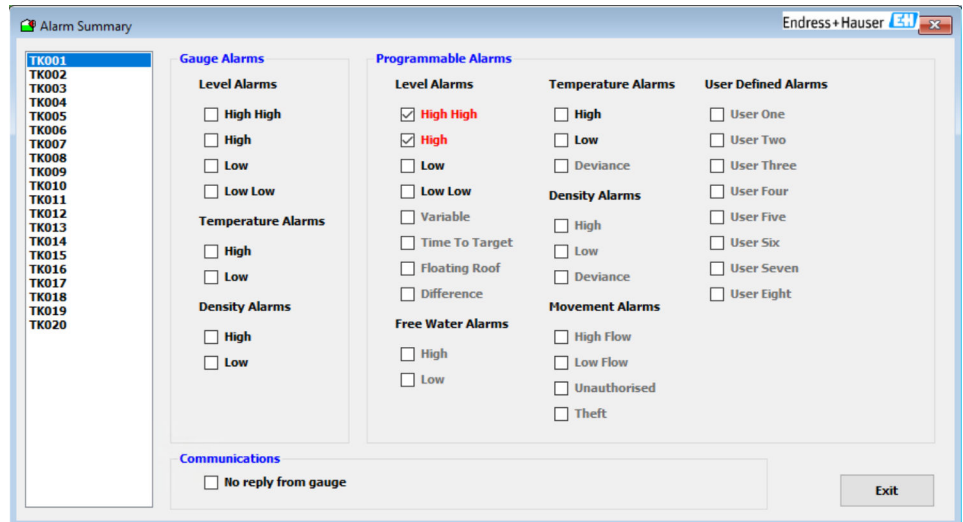 Alarm Summary
Endress+Hauser EH
TK001
TK002
TK003
TK004
TK005
TK006
TK007
TK008
TK009
TK010
TK011
TK012
TK013
TK014
TK015
TK016
TK017
TK018
TK019
TK020
Gauge Alarms
Level Alarms
High High
High
Low
Low Low
Temperature Alarms
High
Low
Density Alarms
High
Low
Programmable Alarms
Level Alarms
High High
High
Low
Low Low
Variable
Time To Target
Floating Roof
Difference
Free Water Alarms
High
Low
Temperature Alarms
High
Low
Deviance
Density Alarms
High
Low
Deviance
Movement Alarms
High Flow
Low Flow
Unauthorised
Theft
User Defined Alarms
User One
User Two
User Three
User Four
User Five
User Six
User Seven
User Eight
Communications
No reply from gauge
Exit